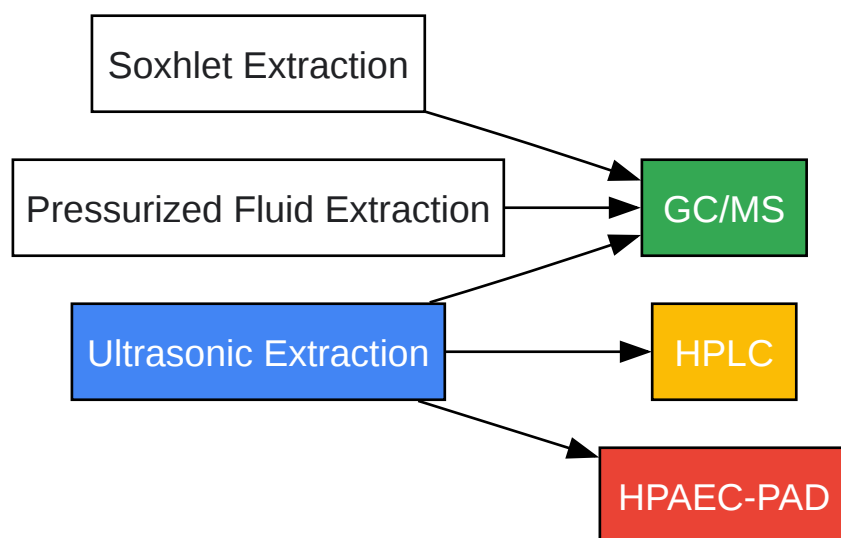 Soxhlet Extraction
Pressurized Fluid Extraction
GC/MS
Ultrasonic Extraction
HPLC
HPAEC-PAD